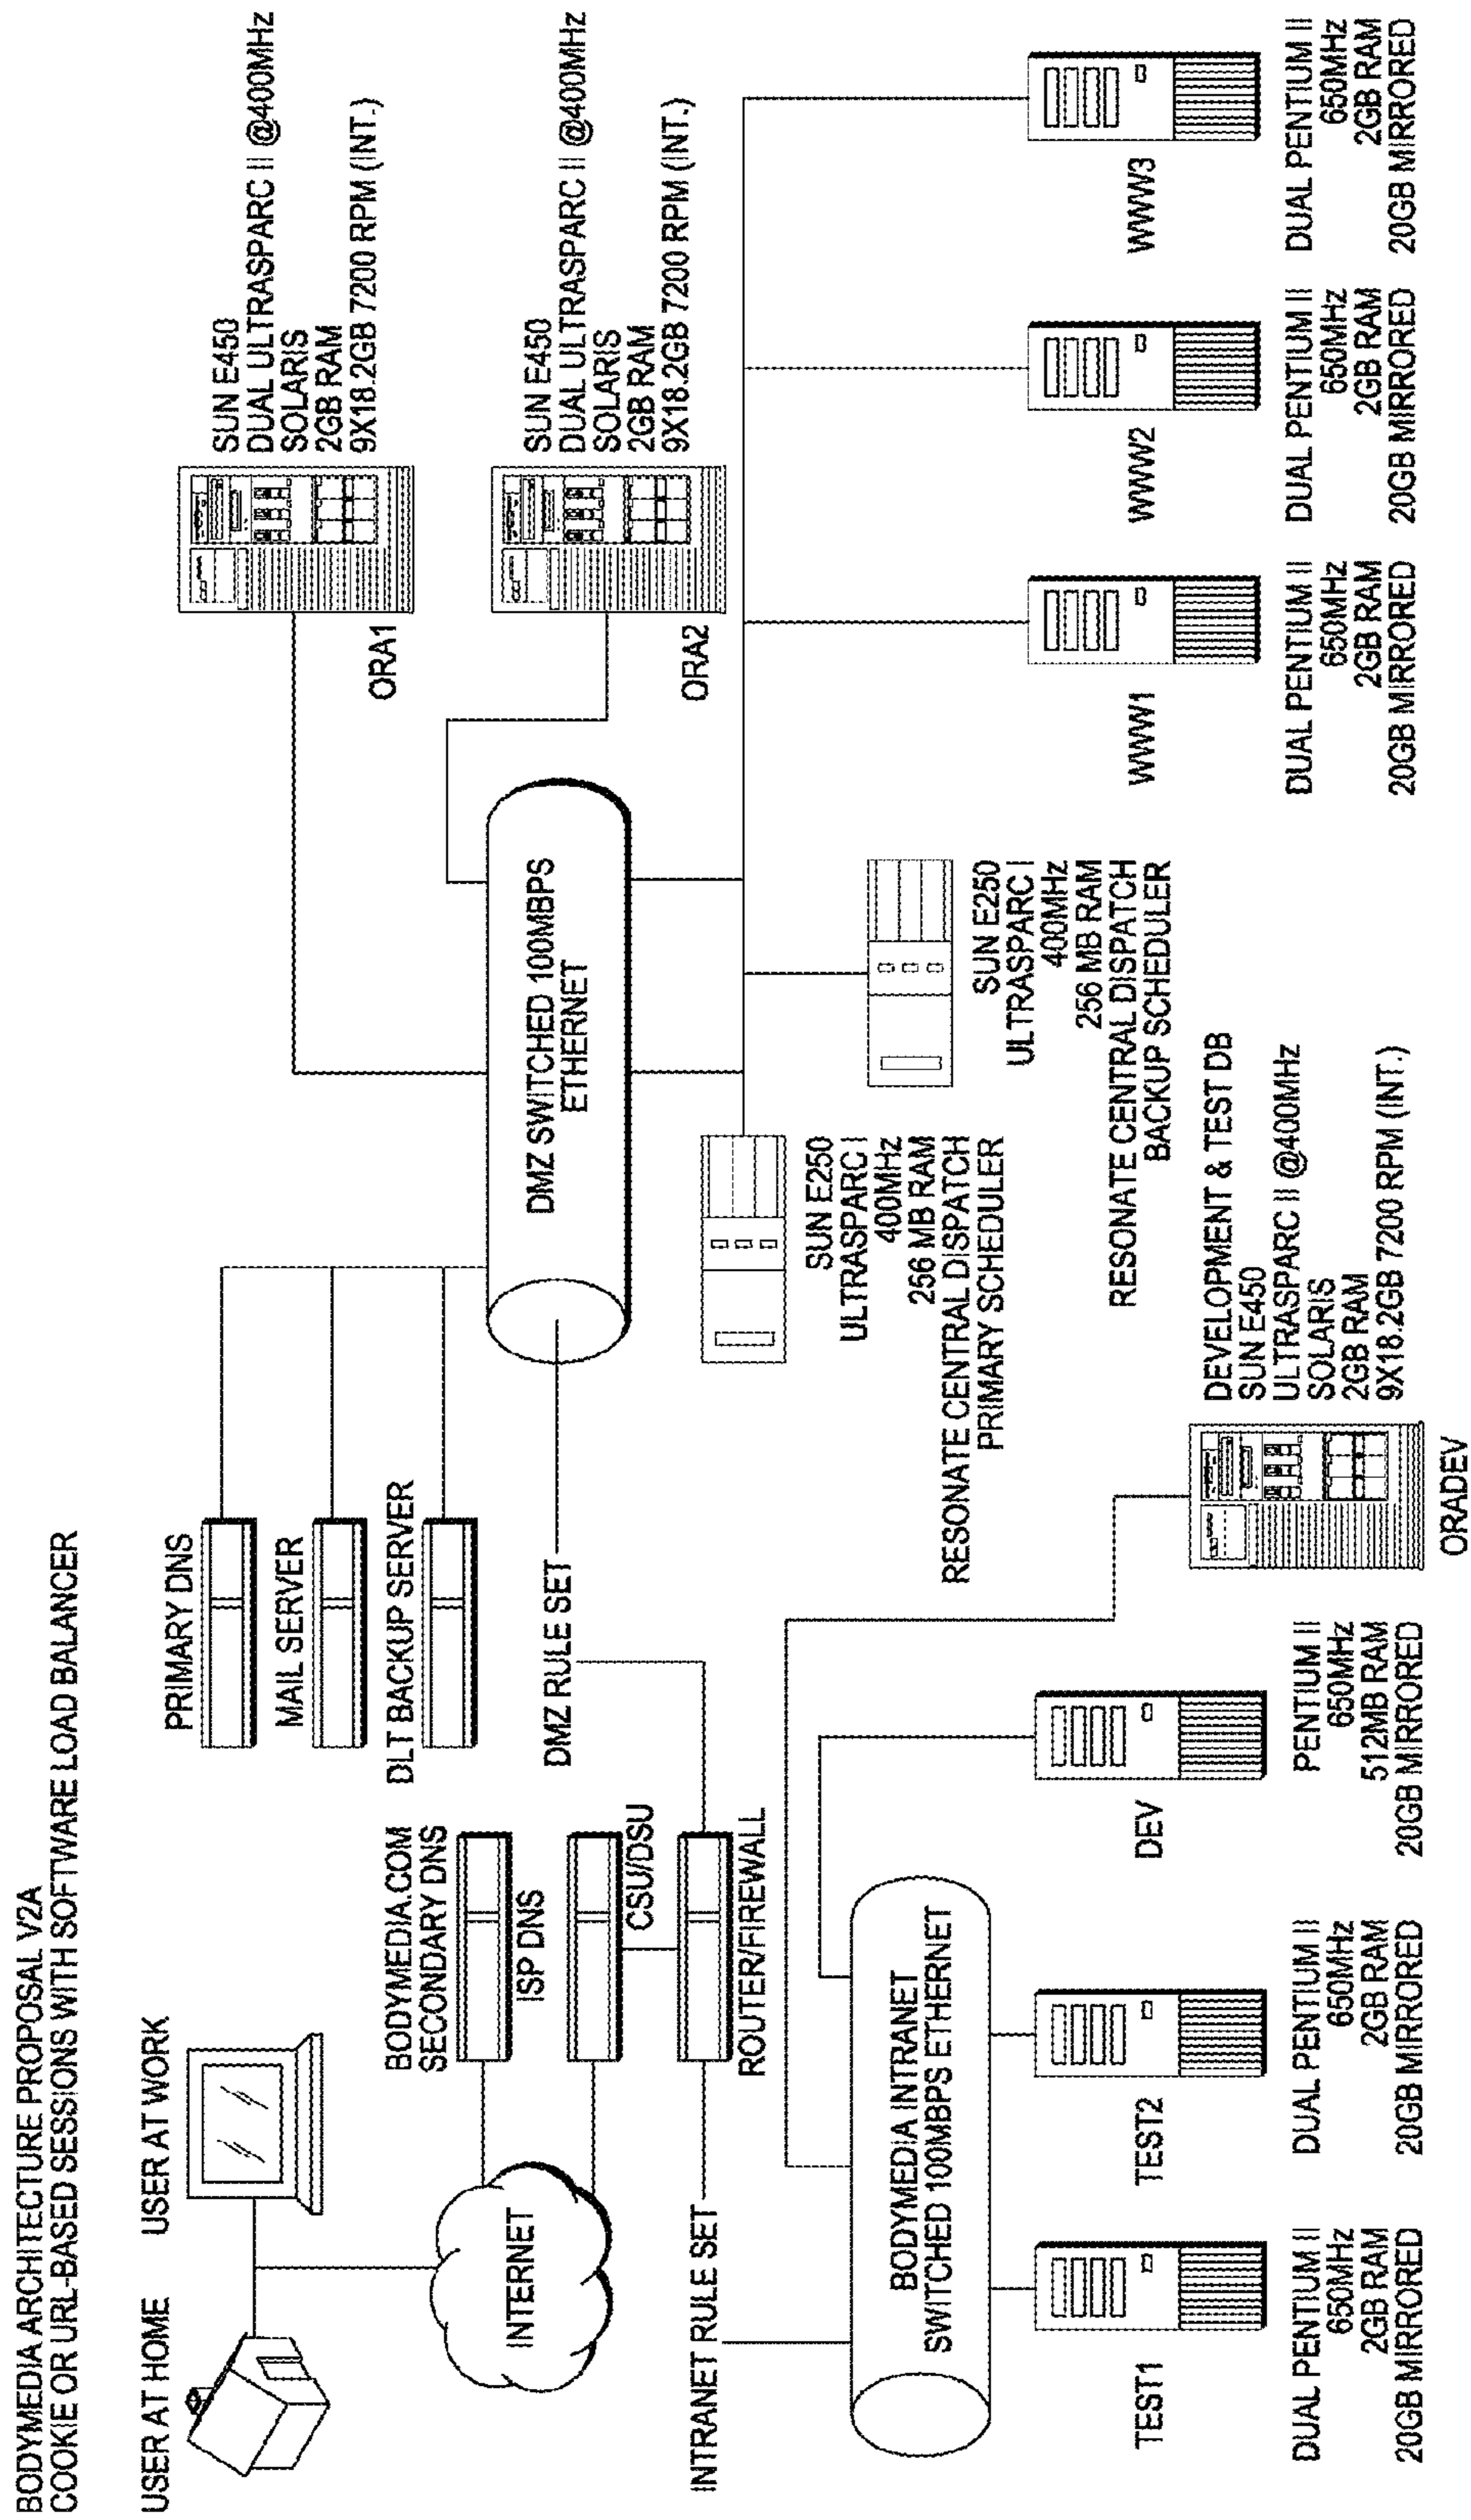 BODYMEDIA ARCHITECTURE PROPOSAL V2A
COOKIE OR URL-BASED SESSIONS WITH SOFTWARE LOAD BALANCER
USER AT HOME
USER AT WORK
INTERNET
BODYMEDIA.COM
SECONDARY DNS
ISP DNS
CSU/DSU
ROUTER/FIREWALL
INTRANET RULE SET
DMZ RULE SET
PRIMARY DNS
MAIL SERVER
DLT BACKUP SERVER
DMZ SWITCHED 100MBPS
ETHERNET
SUN E450
DUAL ULTRASPARC II @400MHz
SOLARIS
2GB RAM
9X18.2GB 7200 RPM (INT.)
ORA1
SUN E450
DUAL ULTRASPARC II @400MHz
SOLARIS
2GB RAM
9X18.2GB 7200 RPM (INT.)
ORA2
SUN E250
ULTRASPARC I
400MHz
256 MB RAM
RESONATE CENTRAL DISPATCH
PRIMARY SCHEDULER
SUN E250
ULTRASPARC I
400MHz
256 MB RAM
RESONATE CENTRAL DISPATCH
BACKUP SCHEDULER
WWW1
DUAL PENTIUM II
650MHz
2GB RAM
20GB MIRRORED
WWW2
DUAL PENTIUM II
650MHz
2GB RAM
20GB MIRRORED
WWW3
DUAL PENTIUM II
650MHz
2GB RAM
20GB MIRRORED
BODYMEDIA INTRANET
SWITCHED 100MBPS ETHERNET
TEST1
DUAL PENTIUM II
650MHz
2GB RAM
20GB MIRRORED
TEST2
DUAL PENTIUM II
650MHz
2GB RAM
20GB MIRRORED
DEV
PENTIUM II
650MHz
512MB RAM
20GB MIRRORED
DEVELOPMENT & TEST DB
SUN E450
ULTRASPARC II @400MHz
SOLARIS
2GB RAM
9X18.2GB 7200 RPM (INT.)
ORADEV